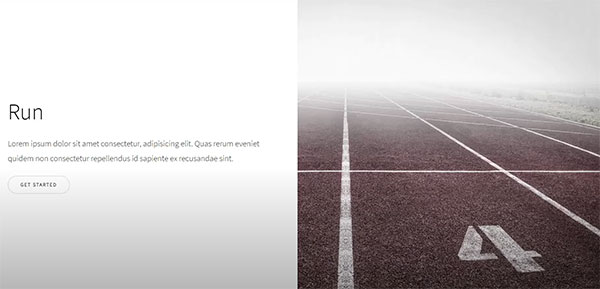 Run
Lorem ipsum dolor sit amet consectetur, adipisicing elit. Quas rerum eveniet
quidem non consectetur repellendus id sapiente ex recusandae sint.
GET STARTED
4